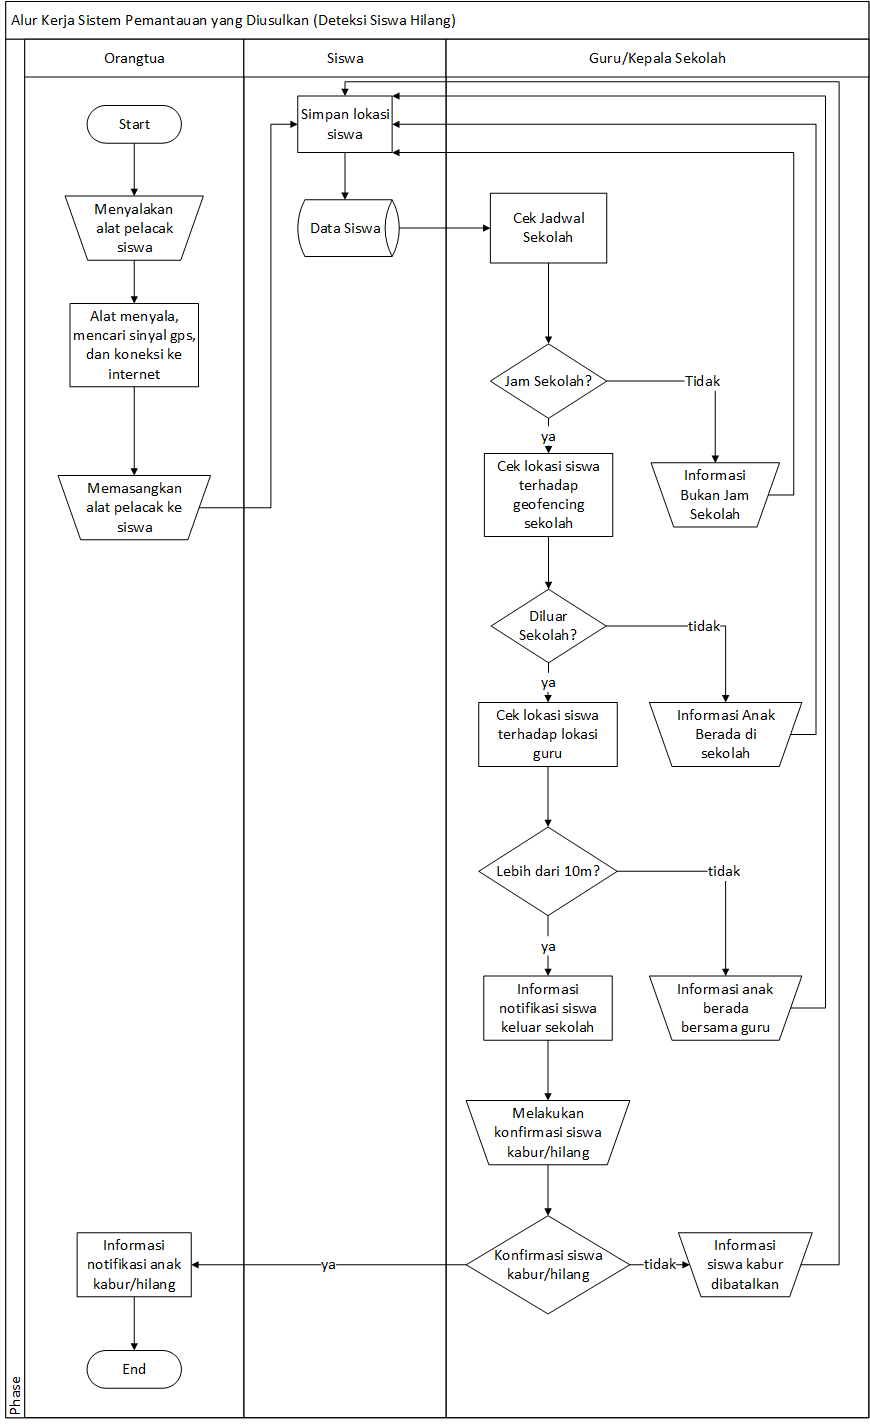 Alur Kerja Sistem Pemantauan yang Diusulkan (Deteksi Siswa Hilang)
Orangtua
Siswa
Guru/Kepala Sekolah
Start
Menyalakan
alat pelacak
siswa
Alat menyala,
mencari sinyal gps,
dan koneksi ke
internet
Memasangkan
alat pelacak ke
siswa
Simpan lokasi
siswa
Data Siswa
Cek Jadwal
Sekolah
Jam Sekolah?
Tidak
ya
Informasi
Bukan Jam
Sekolah
Cek lokasi siswa
terhadap
geofencing
sekolah
Diluar
Sekolah?
tidak
ya
Informasi Anak
Berada di
sekolah
Cek lokasi siswa
terhadap lokasi
guru
Lebih dari 10m?
tidak
ya
Informasi anak
berada
bersama guru
Informasi
notifikasi siswa
keluar sekolah
Melakukan
konfirmasi siswa
kabur/hilang
Konfirmasi siswa
kabur/hilang
tidak
Informasi
siswa kabur
dibatalkan
ya
Informasi
notifikasi anak
kabur/hilang
End
Phase